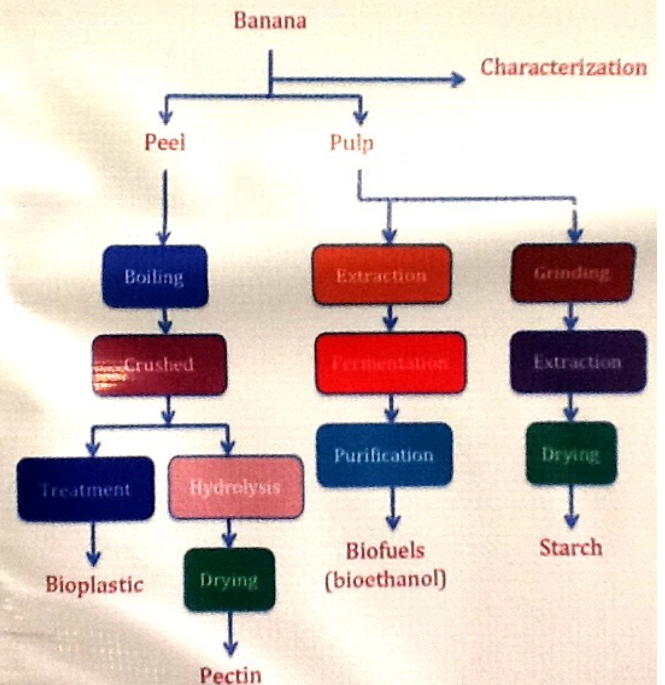 Banana
Characterization
Peel
Pulp
Boiling
Extraction
Grinding
Crushed
Fermentation
Extraction
Treatment
Hydrolysis
Purification
Drying
Bioplastic
Drying
Biofuels
(bioethanol)
Starch
Pectin